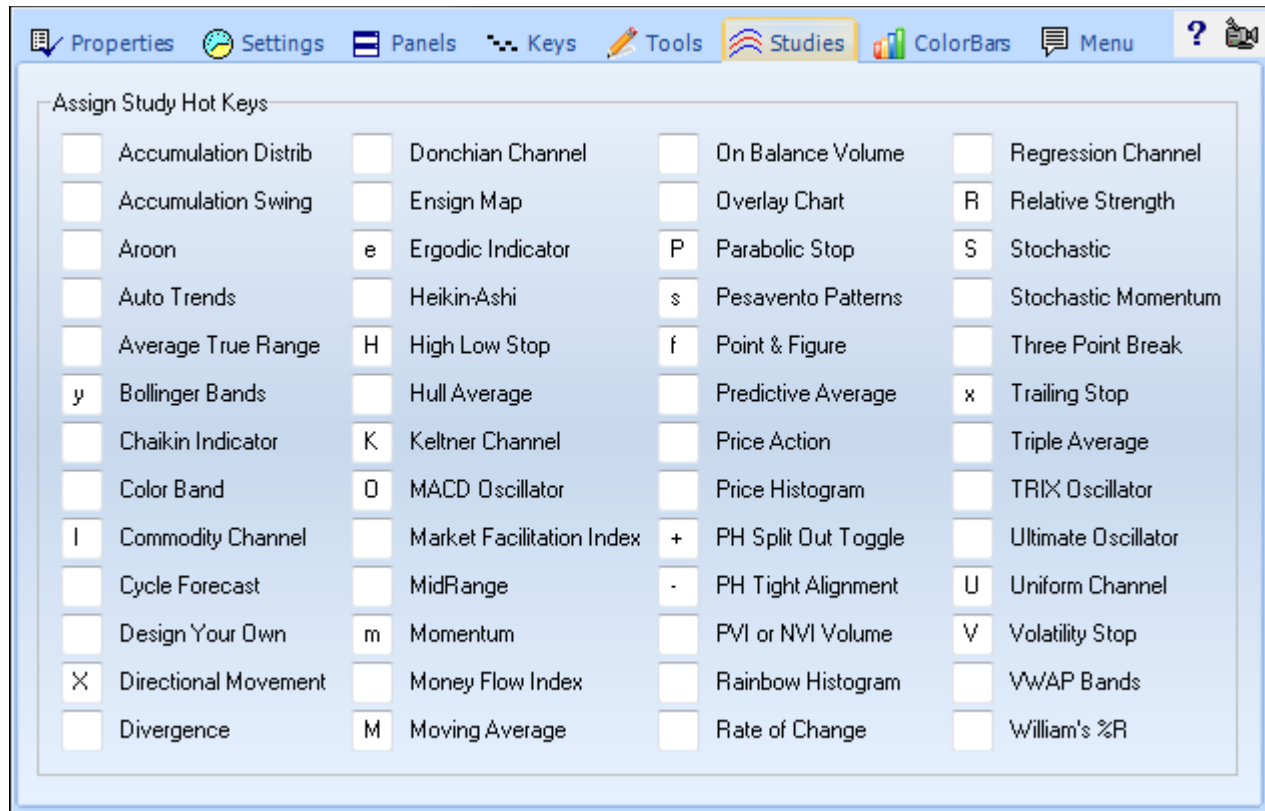 Properties Settings Panels Keys Tools Studies ColorBars Menu ?
Assign Study Hot Keys
Accumulation Distrib Donchian Channel On Balance Volume Regression Channel
Accumulation Swing Ensign Map Overlay Chart R Relative Strength
Aroon e Ergodic Indicator P Parabolic Stop S Stochastic
Auto Trends Heikin-Ashi s Pesavento Patterns Stochastic Momentum
Average True Range H High Low Stop f Point & Figure Three Point Break
y Bollinger Bands Hull Average Predictive Average x Trailing Stop
Chaikin Indicator K Keltner Channel Price Action Triple Average
Color Band O MACD Oscillator Price Histogram TRIX Oscillator
I Commodity Channel Market Facilitation Index + PH Split Out Toggle Ultimate Oscillator
Cycle Forecast MidRange - PH Tight Alignment U Uniform Channel
Design Your Own m Momentum PVI or NVI Volume V Volatility Stop
X Directional Movement Money Flow Index Rainbow Histogram VWAP Bands
Divergence M Moving Average Rate of Change William's %R